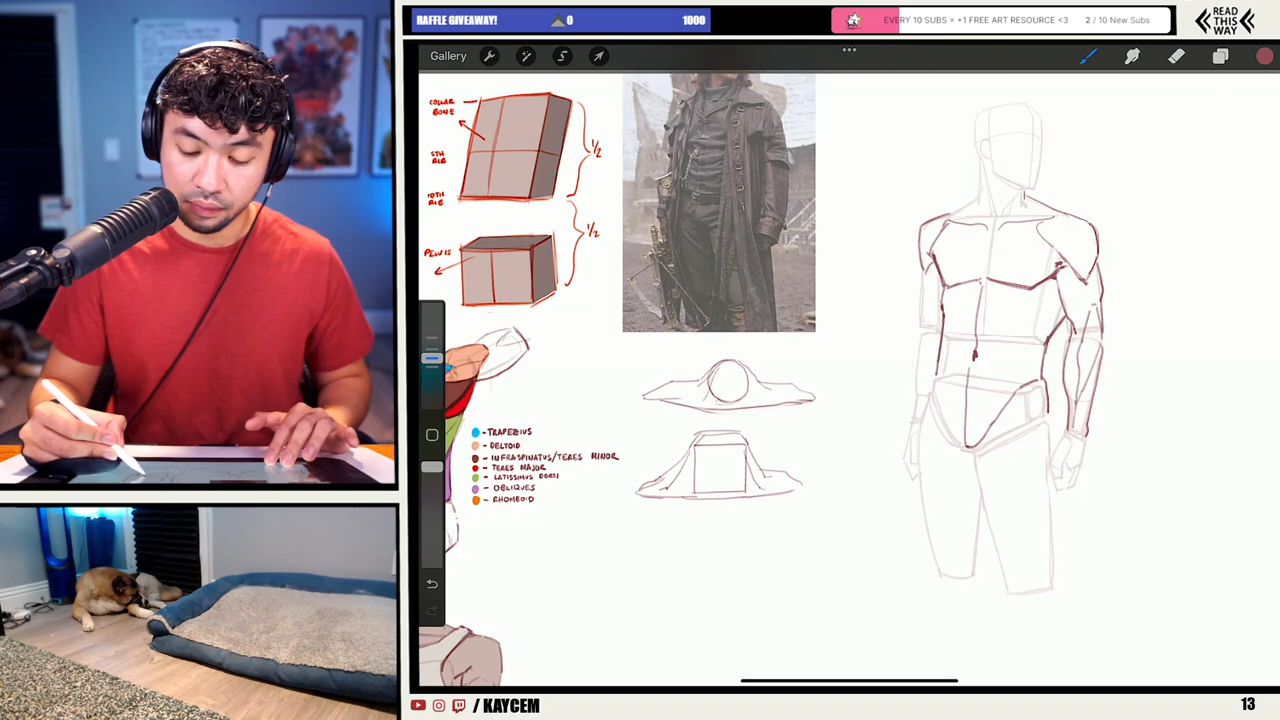 RAFFLE GIVEAWAY!
0
1000
EVERY 10 SUBS = +1 FREE ART RESOURCE <3
2 / 10 New Subs
READ
THIS
WAY
Gallery
COLLAR
BONE
5TH
RIB
10TH
RIB
1/2
PELVIS
1/2
- TRAPEZIUS
- DELTOID
- INFRASPINATUS/TERES MINOR
- TERES MAJOR
- LATISSIMUS DORSI
- OBLIQUES
- RHOMBOID
/ KAYCEM
13